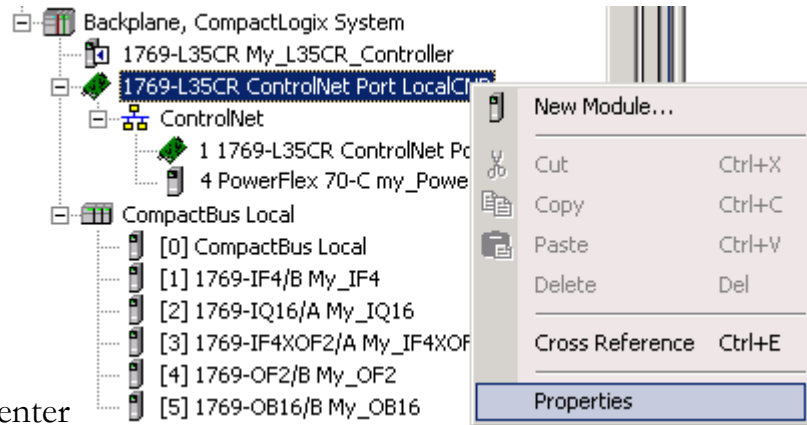 Backplane, CompactLogix System
1769-L35CR My_L35CR_Controller
1769-L35CR ControlNet Port LocalCNB
ControlNet
1 1769-L35CR ControlNet Po
4 PowerFlex 70-C my_Powe
CompactBus Local
[0] CompactBus Local
[1] 1769-IF4/B My_IF4
[2] 1769-IQ16/A My_IQ16
[3] 1769-IF4XOF2/A My_IF4XOF
[4] 1769-OF2/B My_OF2
[5] 1769-OB16/B My_OB16
enter
New Module...
Cut Ctrl+X
Copy Ctrl+C
Paste Ctrl+V
Delete Del
Cross Reference Ctrl+E
Properties